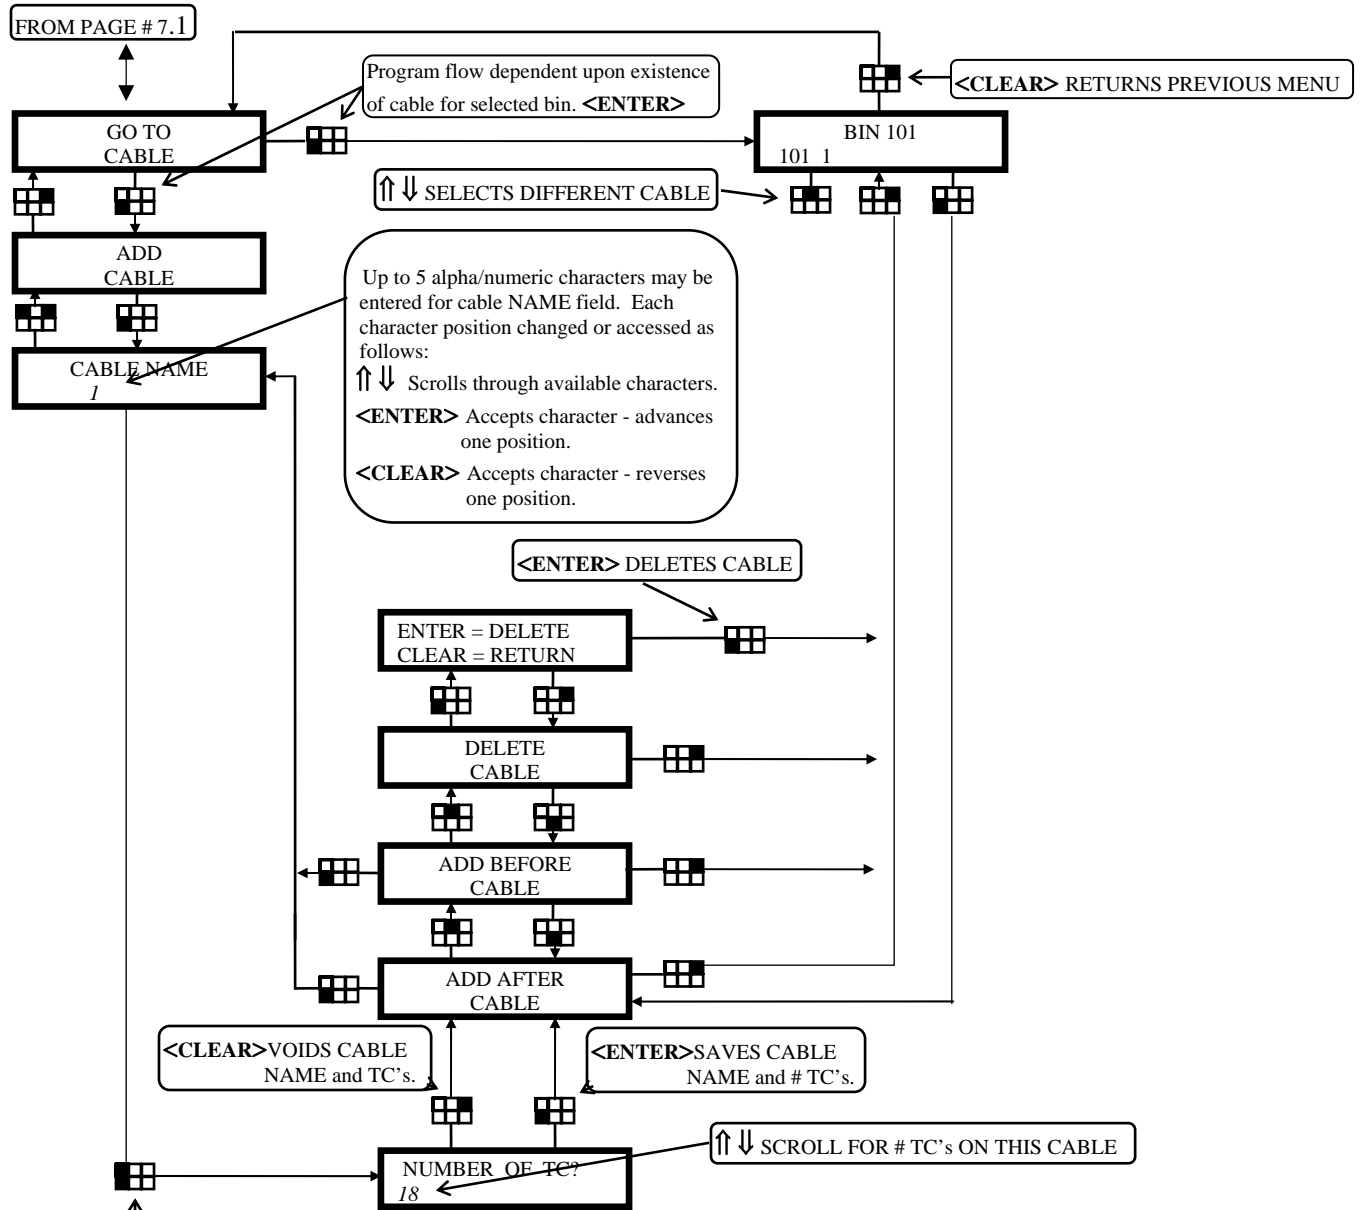 FROM PAGE # 7.1
Program flow dependent upon existence
of cable for selected bin. <ENTER>
<CLEAR> RETURNS PREVIOUS MENU
GO TO
CABLE
BIN 101
101 1
⇑ ⇓ SELECTS DIFFERENT CABLE
ADD
CABLE
Up to 5 alpha/numeric characters may be
entered for cable NAME field. Each
character position changed or accessed as
follows:
⇑ ⇓ Scrolls through available characters.
<ENTER> Accepts character - advances
one position.
<CLEAR> Accepts character - reverses
one position.
CABLE NAME
1
<ENTER> DELETES CABLE
ENTER = DELETE
CLEAR = RETURN
DELETE
CABLE
ADD BEFORE
CABLE
ADD AFTER
CABLE
<CLEAR>VOIDS CABLE
NAME and TC's.
<ENTER>SAVES CABLE
NAME and # TC's.
⇑ ⇓ SCROLL FOR # TC's ON THIS CABLE
NUMBER OF TC?
18